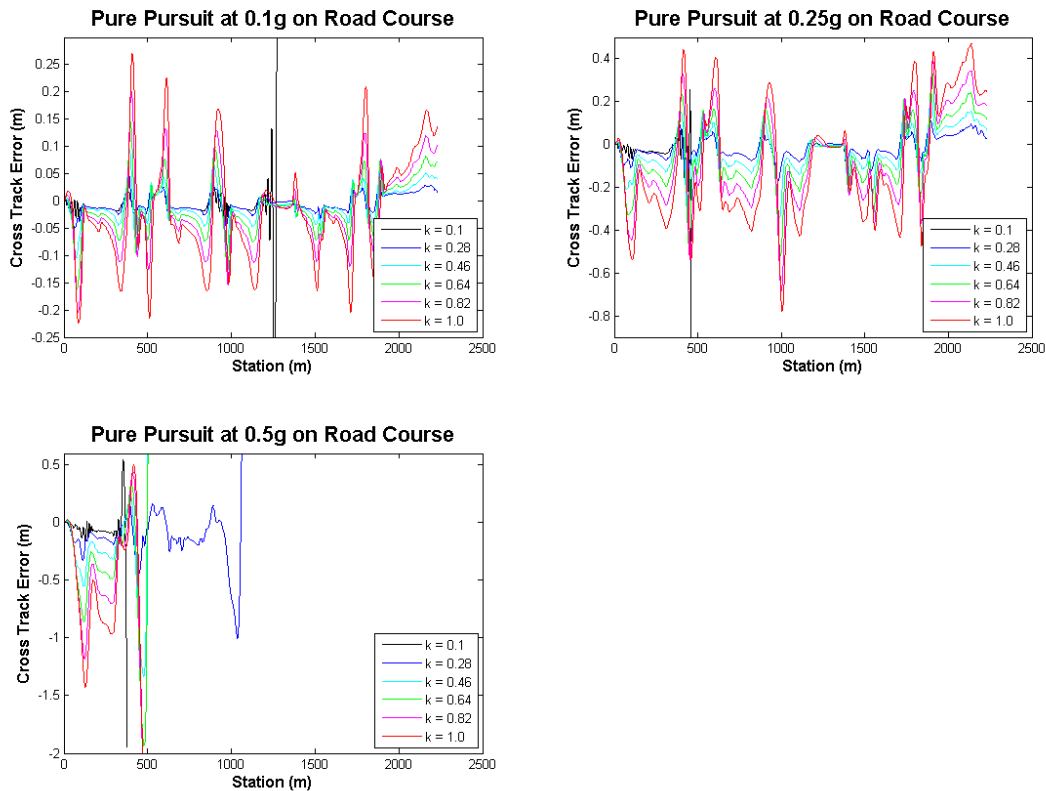 Pure Pursuit at 0.1g on Road Course
0.25
0.2
0.15
0.1
0.05
0
-0.05
-0.1
-0.15
-0.2
-0.25
Cross Track Error (m)
k = 0.1
k = 0.28
k = 0.46
k = 0.64
k = 0.82
k = 1.0
0 500 1000 1500 2000 2500
Station (m)
Pure Pursuit at 0.25g on Road Course
0.4
0.2
0
-0.2
-0.4
-0.6
-0.8
Cross Track Error (m)
k = 0.1
k = 0.28
k = 0.46
k = 0.64
k = 0.82
k = 1.0
0 500 1000 1500 2000 2500
Station (m)
Pure Pursuit at 0.5g on Road Course
0.5
0
-0.5
-1
-1.5
-2
Cross Track Error (m)
k = 0.1
k = 0.28
k = 0.46
k = 0.64
k = 0.82
k = 1.0
0 500 1000 1500 2000 2500
Station (m)